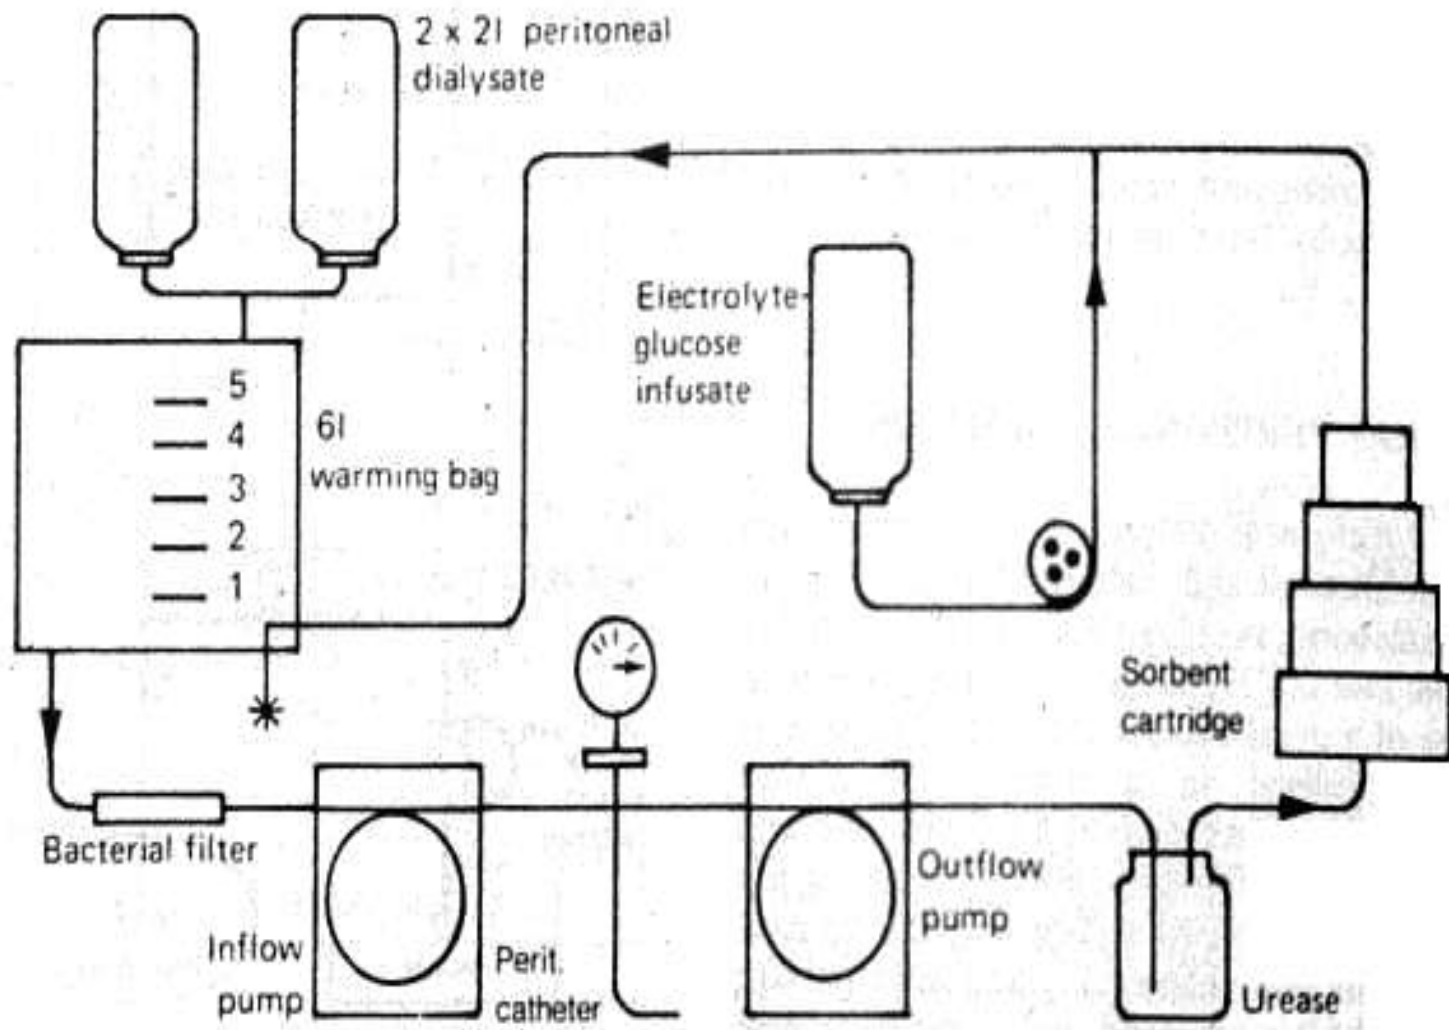 2 x 2l peritoneal
dialysate
Electrolyte-
glucose
infusate
5
4
3
2
1
6l
warming bag
Sorbent
cartridge
Bacterial filter
Inflow
pump
Perit.
catheter
Outflow
pump
Urease